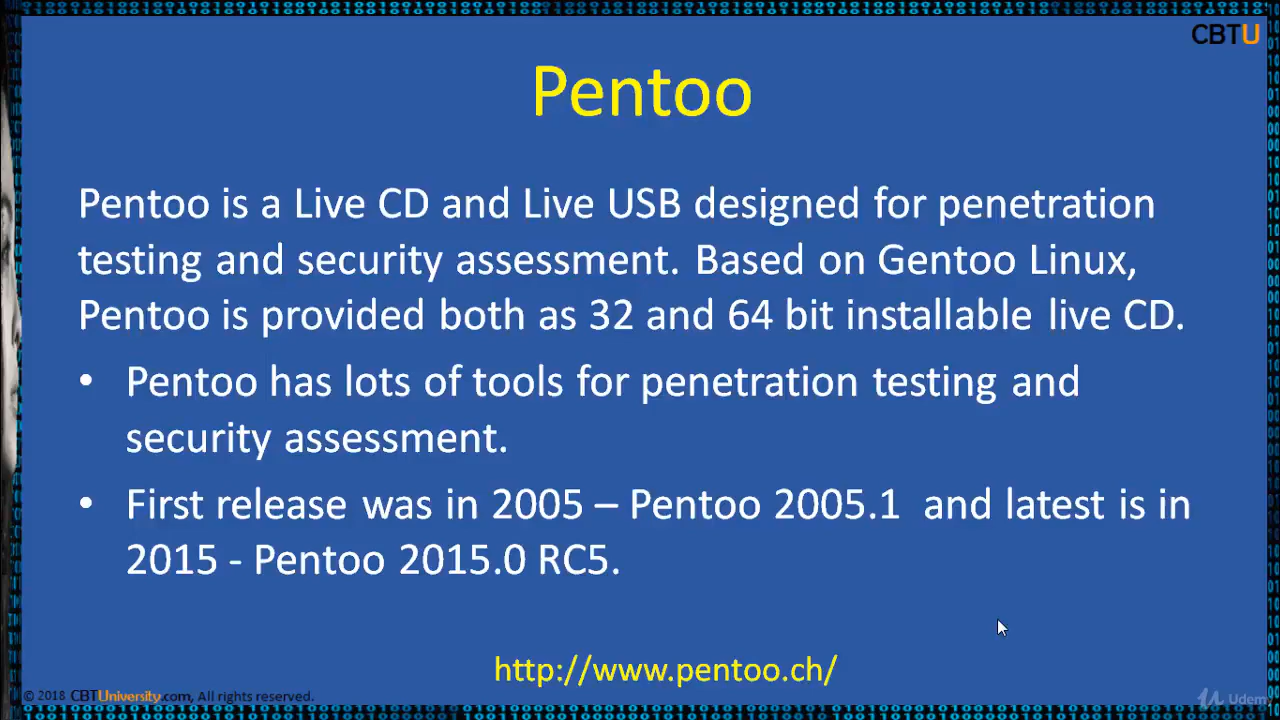 CBTU
Pentoo
Pentoo is a Live CD and Live USB designed for penetration
testing and security assessment. Based on Gentoo Linux,
Pentoo is provided both as 32 and 64 bit installable live CD.
• Pentoo has lots of tools for penetration testing and
security assessment.
• First release was in 2005 – Pentoo 2005.1 and latest is in
2015 - Pentoo 2015.0 RC5.
http://www.pentoo.ch/
© 2018 CBTUniversity.com, All rights reserved.
Udemy